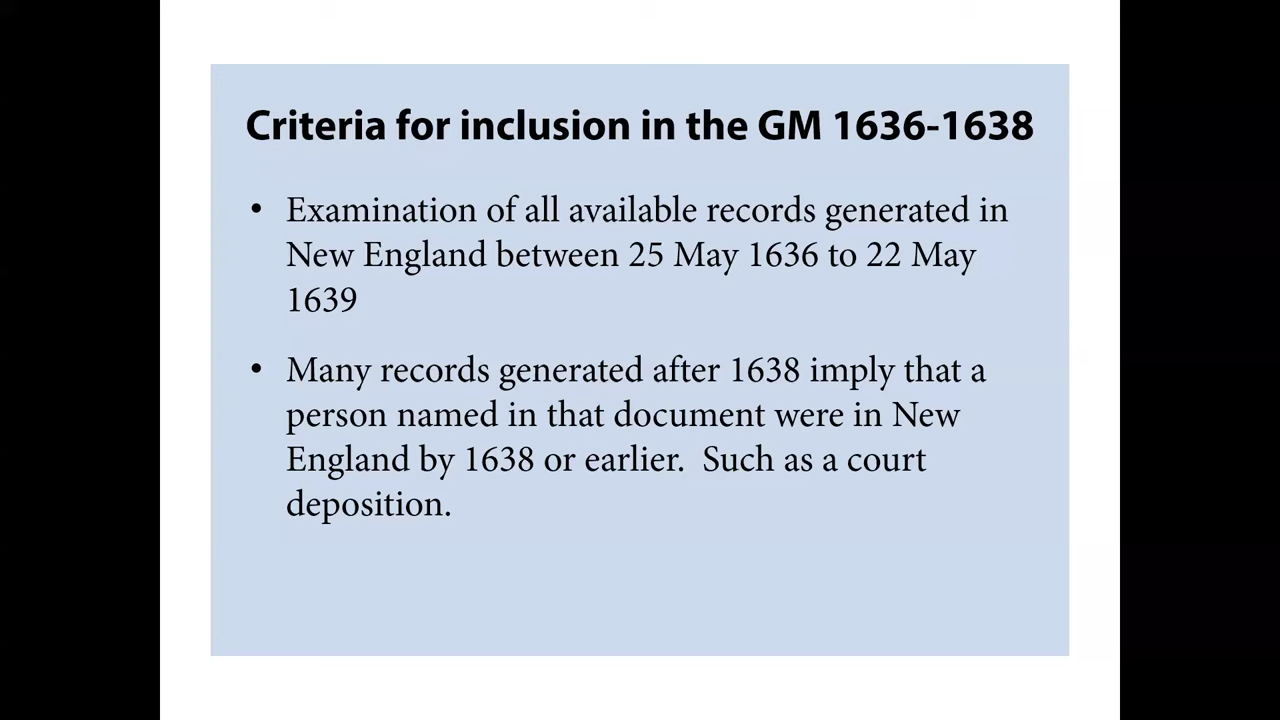 Criteria for inclusion in the GM 1636-1638
• Examination of all available records generated in
New England between 25 May 1636 to 22 May
1639
• Many records generated after 1638 imply that a
person named in that document were in New
England by 1638 or earlier.  Such as a court
deposition.